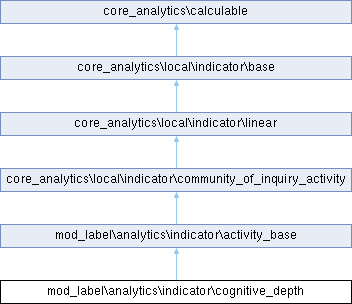 core_analytics\calculable
core_analytics\local\indicator\base
core_analytics\local\indicator\linear
core_analytics\local\indicator\community_of_inquiry_activity
mod_label\analytics\indicator\activity_base
mod_label\analytics\indicator\cognitive_depth